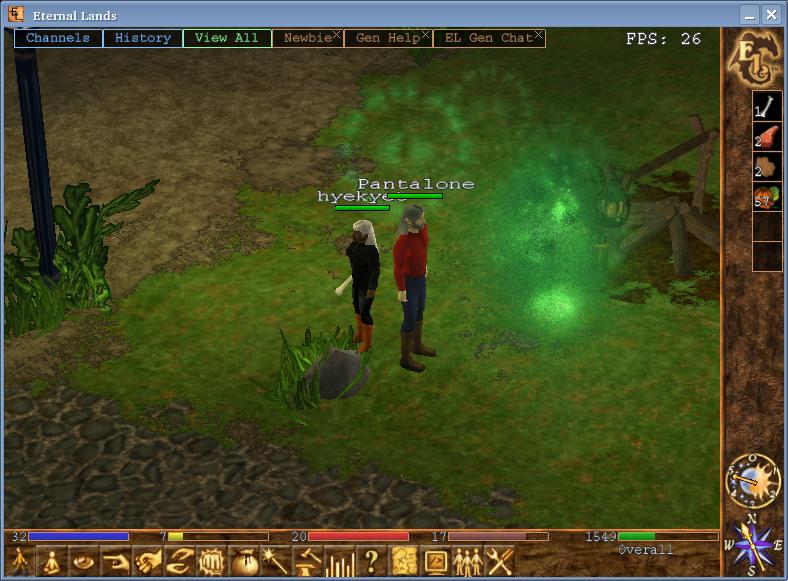 Eternal Lands
Channels History View All Newbie× Gen Help× EL Gen Chat× FPS: 26
Pantalone
1
2
2
57
32 7 20 17 1549
Overall
N
W E
S